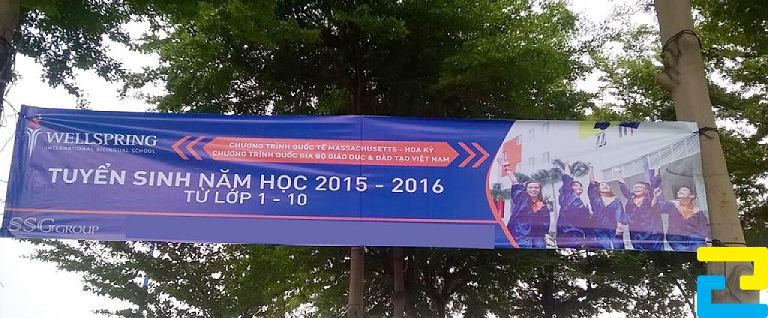 WELLSPRING
INTERNATIONAL BILINGUAL SCHOOL
CHƯƠNG TRÌNH QUỐC TẾ MASSACHUSETTS - HOA KỲ
CHƯƠNG TRÌNH QUỐC GIA BỘ GIÁO DỤC & ĐÀO TẠO VIỆT NAM
TUYỂN SINH NĂM HỌC 2015 - 2016
TỪ LỚP 1 - 10
SSG GROUP